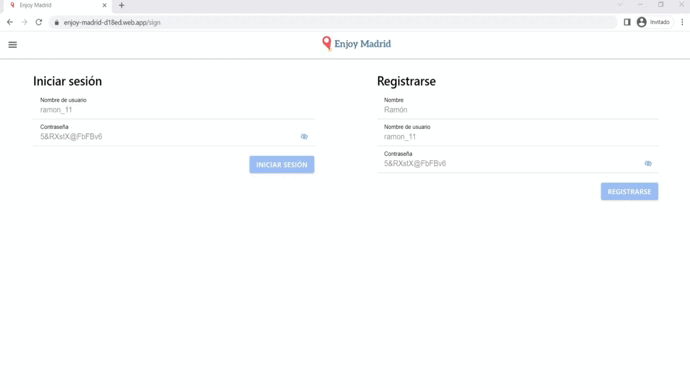 Enjoy Madrid
enjoy-madrid-d18ed.web.app/sign
Invitado
Enjoy Madrid
Iniciar sesión
Nombre de usuario
ramon_11
Contraseña
5&RXstX@FbFBv6
INICIAR SESIÓN
Registrarse
Nombre
Ramón
Nombre de usuario
ramon_11
Contraseña
5&RXstX@FbFBv6
REGISTRARSE